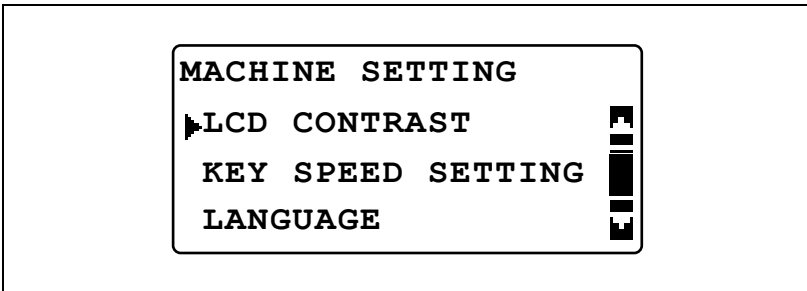 MACHINE SETTING
LCD CONTRAST
KEY SPEED SETTING
LANGUAGE